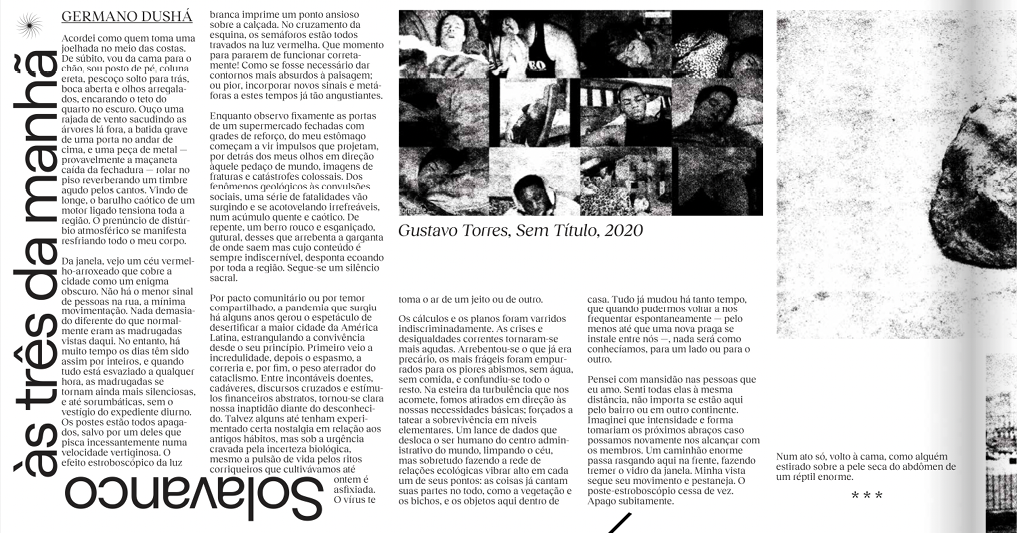 GERMANO DUSHÁ
Solavanco
às três da manhã
Acordei como quem toma uma
joelhada no meio das costas.
De súbito, vou da cama para o
chão, sou posto de pé, coluna
ereta, pescoço solto para trás,
boca aberta e olhos arregala-
dos, encarando o teto do
quarto no escuro. Ouço uma
rajada de vento sacudindo as
árvores lá fora, a batida grave
de uma porta no andar de
cima, e uma peça de metal —
provavelmente a maçaneta
caída da fechadura — rolar no
piso reverberando um timbre
agudo pelos cantos. Vindo de
longe, o barulho caótico de um
motor ligado tensiona toda a
região. O prenúncio de distúr-
bio atmosférico se manifesta
resfriando todo o meu corpo.
Da janela, vejo um céu vermel-
ho-arroxeado que cobre a
cidade como um enigma
obscuro. Não há o menor sinal
de pessoas na rua, a mínima
movimentação. Nada demasia-
do diferente do que normal-
mente eram as madrugadas
vistas daqui. No entanto, há
muito tempo os dias têm sido
assim por inteiros, e quando
tudo está esvaziado a qualquer
hora, as madrugadas se
tornam ainda mais silenciosas,
e até sorumbáticas, sem o
vestígio do expediente diurno.
Os postes estão todos apaga-
dos, salvo por um deles que
pisca incessantemente numa
velocidade vertiginosa. O
efeito estroboscópico da luz
branca imprime um ponto ansioso
sobre a calçada. No cruzamento da
esquina, os semáforos estão todos
travados na luz vermelha. Que momento
para pararem de funcionar correta-
mente! Como se fosse necessário dar
contornos mais absurdos à paisagem;
ou pior, incorporar novos sinais e metá-
foras a estes tempos já tão angustiantes.
Enquanto observo fixamente as portas
de um supermercado fechadas com
grades de reforço, do meu estômago
começam a vir impulsos que projetam,
por detrás dos meus olhos em direção
àquele pedaço de mundo, imagens de
fraturas e catástrofes colossais. Dos
fenômenos geológicos às convulsões
sociais, uma série de fatalidades vão
surgindo e se acotovelando irrefreáveis,
num acúmulo quente e caótico. De
repente, um berro rouco e esganiçado,
gutural, desses que arrebenta a garganta
de onde saem mas cujo conteúdo é
sempre indiscernível, desponta ecoando
por toda a região. Segue-se um silêncio
sacral.
Por pacto comunitário ou por temor
compartilhado, a pandemia que surgiu
há alguns anos gerou o espetáculo de
desertificar a maior cidade da América
Latina, estrangulando a convivência
desde o seu princípio. Primeiro veio a
incredulidade, depois o espasmo, a
correria e, por fim, o peso aterrador do
cataclismo. Entre incontáveis doentes,
cadáveres, discursos cruzados e estímu-
los financeiros abstratos, tornou-se clara
nossa inaptidão diante do desconheci-
do. Talvez alguns até tenham experi-
mentado certa nostalgia em relação aos
antigos hábitos, mas sob a urgência
cravada pela incerteza biológica,
mesmo a pulsão de vida pelos ritos
corriqueiros que cultivávamos até
ontem é
asfixiada.
O vírus te
Gustavo Torres, Sem Título, 2020
toma o ar de um jeito ou de outro.
Os cálculos e os planos foram varridos
indiscriminadamente. As crises e
desigualdades correntes tornaram-se
mais agudas. Arrebentou-se o que já era
precário, os mais frágeis foram empur-
rados para os piores abismos, sem água,
sem comida, e confundiu-se todo o
resto. Na esteira da turbulência que nos
acomete, fomos atirados em direção às
nossas necessidades básicas; forçados a
tatear a sobrevivência em níveis
elementares. Um lance de dados que
desloca o ser humano do centro admin-
istrativo do mundo, limpando o céu,
mas sobretudo fazendo a rede de
relações ecológicas vibrar alto em cada
um de seus pontos: as coisas já cantam
suas partes no todo, como a vegetação e
os bichos, e os objetos aqui dentro de
casa. Tudo já mudou há tanto tempo,
que quando pudermos voltar a nos
frequentar espontaneamente — pelo
menos até que uma nova praga se
instale entre nós —, nada será como
conhecíamos, para um lado ou para o
outro.
Pensei com mansidão nas pessoas que
eu amo. Senti todas elas à mesma
distância, não importa se estão aqui
pelo bairro ou em outro continente.
Imaginei que intensidade e forma
tomariam os próximos abraços caso
possamos novamente nos alcançar com
os membros. Um caminhão enorme
passa rasgando aqui na frente, fazendo
tremer o vidro da janela. Minha vista
segue seu movimento e pestaneja. O
poste-estroboscópio cessa de vez.
Apago subitamente.
Num ato só, volto à cama, como alguém
estirado sobre a pele seca do abdômen de
um réptil enorme.
***